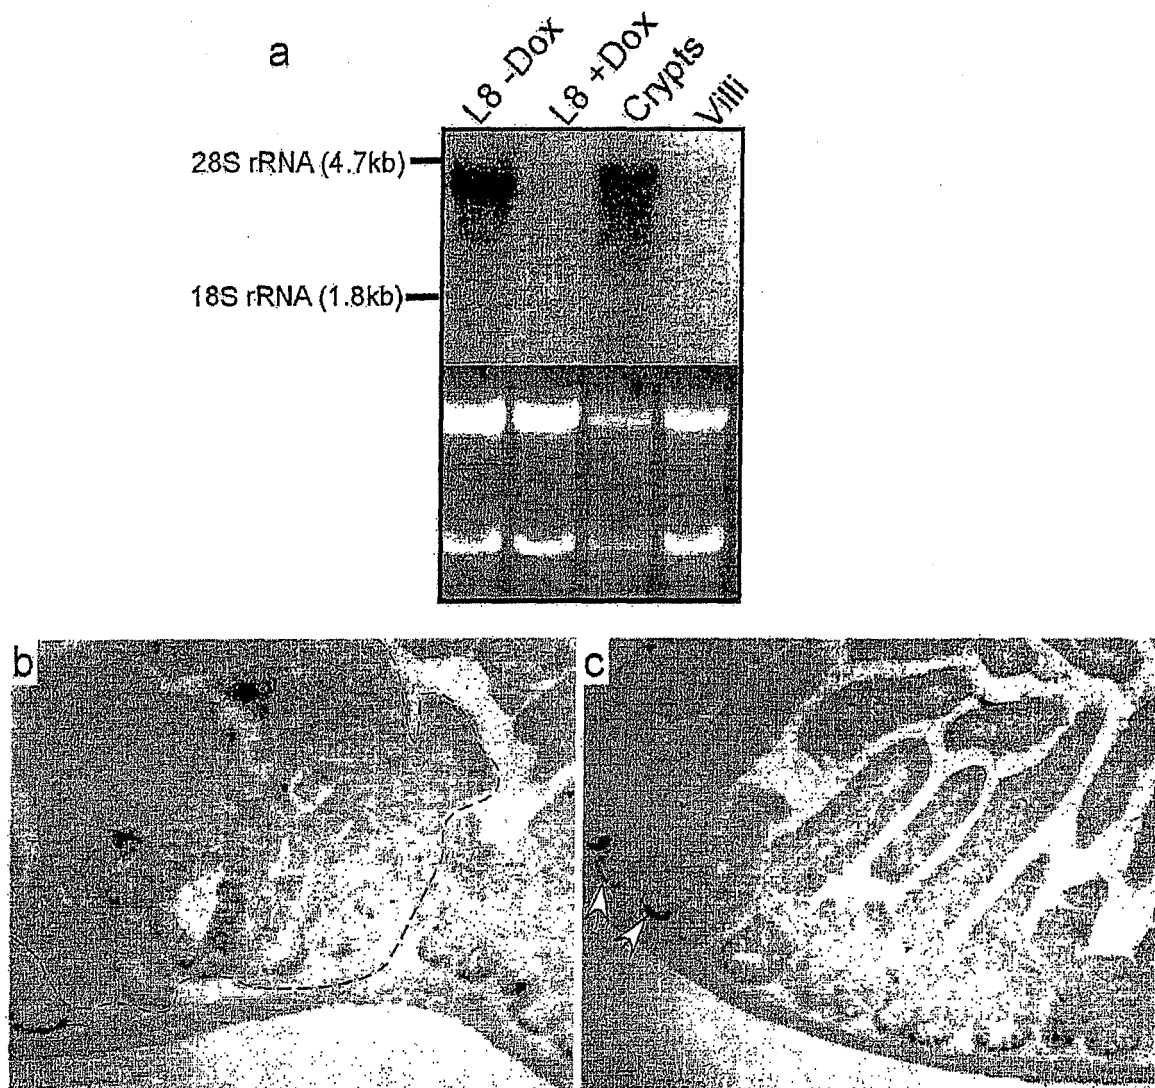 a
L8 -Dox
L8 +Dox
Crypts
Villi
28S rRNA (4.7kb)
18S rRNA (1.8kb)
b
c